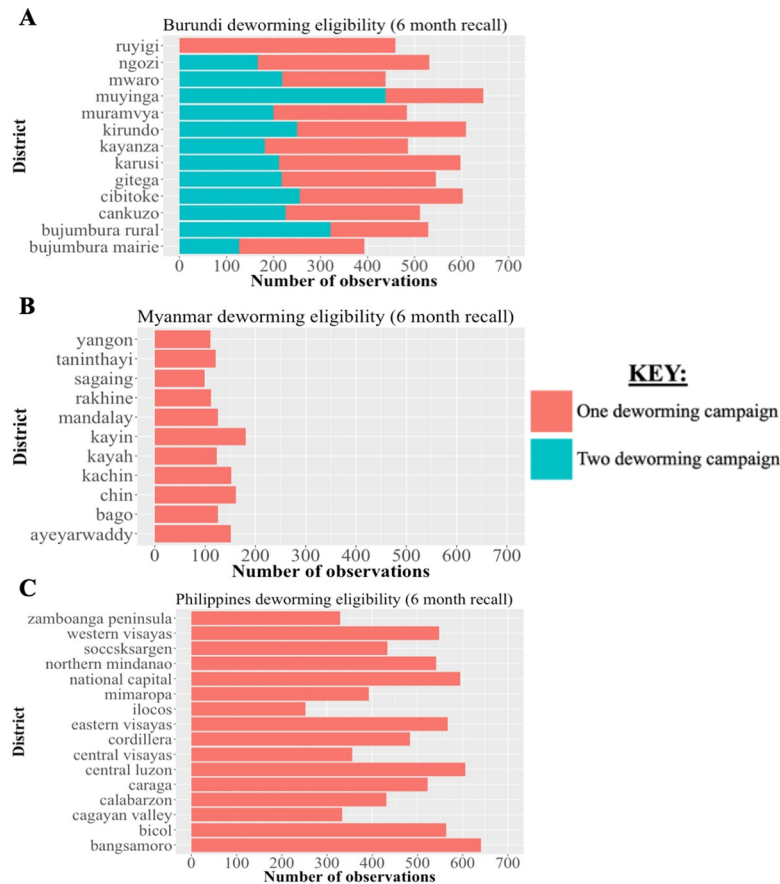 A
Burundi deworming eligibility (6 month recall)
ruyigi
ngozi
mwaro
muyinga
muramvya
kirundo
kayanza
karusi
gitega
cibitoke
cankuzo
bujumbura rural
bujumbura mairie
District
0 100 200 300 400 500 600 700
Number of observations
B
Myanmar deworming eligibility (6 month recall)
yangon
taninthayi
sagaing
rakhine
mandalay
kayin
kayah
kachin
chin
bago
ayeyarwaddy
District
0 100 200 300 400 500 600 700
Number of observations
KEY:
One deworming campaign
Two deworming campaign
C
Philippines deworming eligibility (6 month recall)
zamboanga peninsula
western visayas
soccsksargen
northern mindanao
national capital
mimaropa
ilocos
eastern visayas
cordillera
central visayas
central luzon
caraga
calabarzon
cagayan valley
bicol
bangsamoro
District
0 100 200 300 400 500 600 700
Number of observations